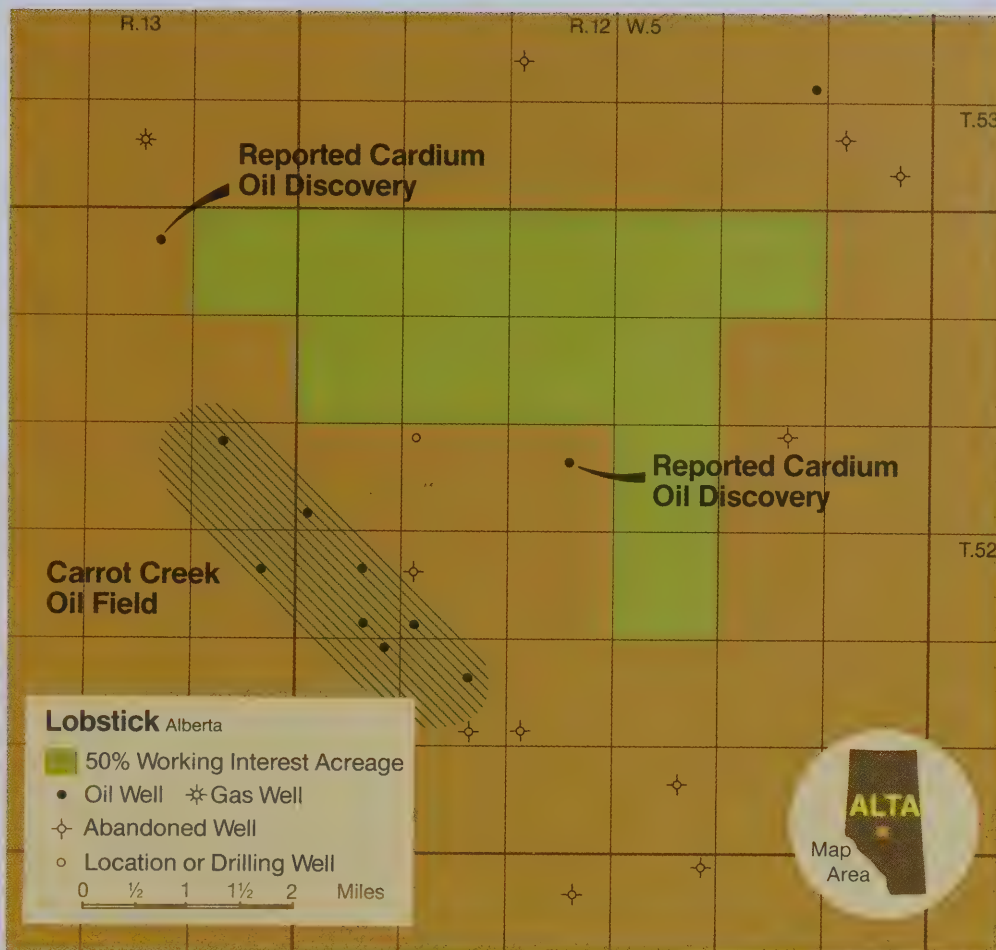 R.13
R.12 W.5
T.53
Reported Cardium
Oil Discovery
Reported Cardium
Oil Discovery
T.52
Carrot Creek
Oil Field
Lobstick Alberta
50% Working Interest Acreage
Oil Well Gas Well
Abandoned Well
Location or Drilling Well
0 ½ 1 1½ 2 Miles
ALTA
Map
Area